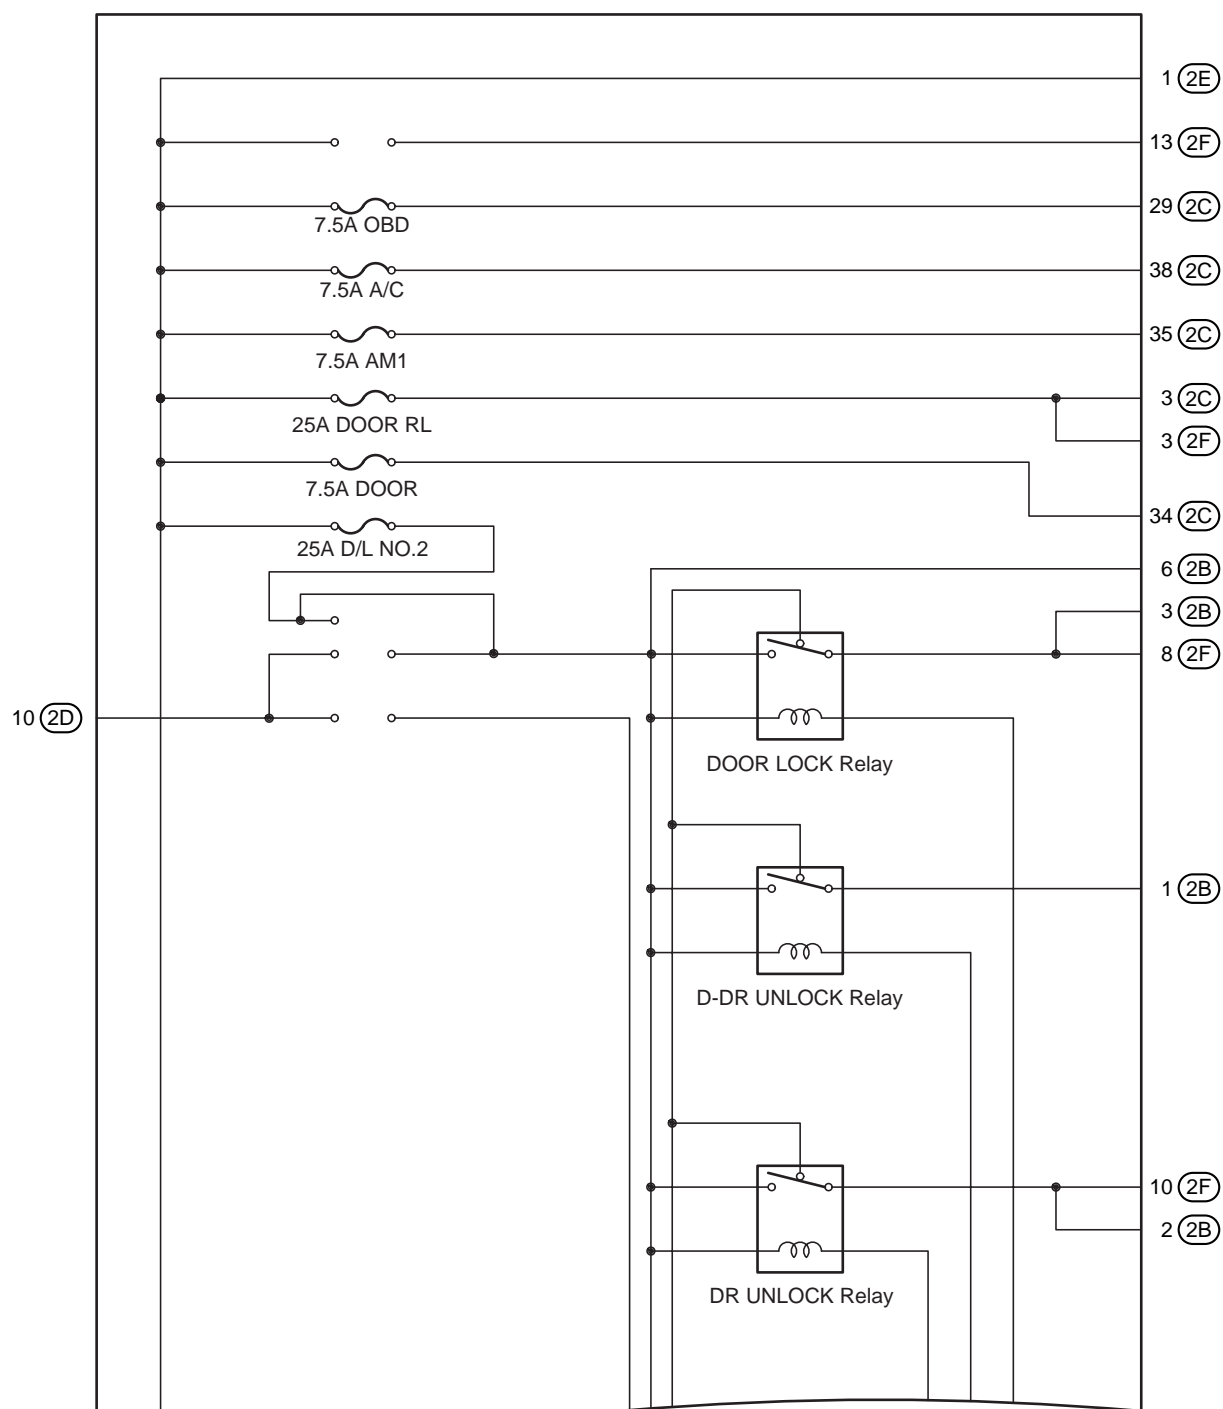 1 2E
13 2F
29 2C
7.5A OBD
38 2C
7.5A A/C
35 2C
7.5A AM1
3 2C
25A DOOR RL
3 2F
7.5A DOOR
34 2C
25A D/L NO.2
6 2B
3 2B
8 2F
10 2D
DOOR LOCK Relay
1 2B
D-DR UNLOCK Relay
10 2F
2 2B
DR UNLOCK Relay